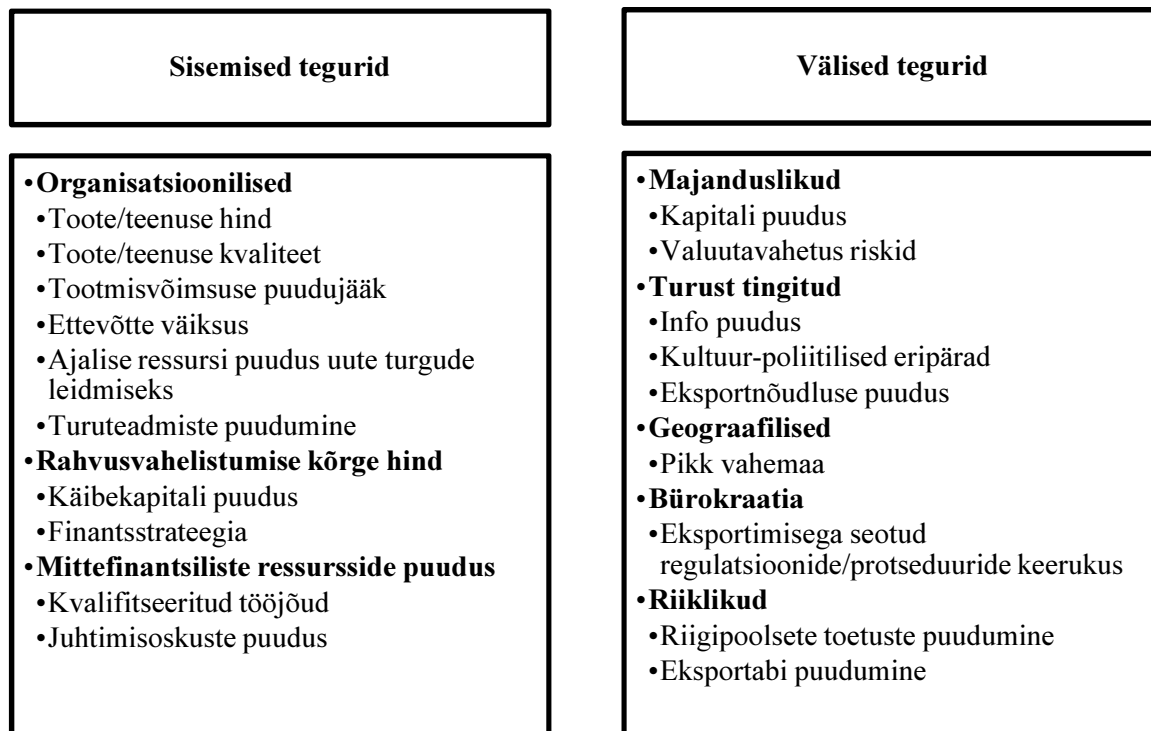 Sisemised tegurid
•Organisatsioonilised
•Toote/teenuse hind
•Toote/teenuse kvaliteet
•Tootmisvõimsuse puudujääk
•Ettevõtte väiksus
•Ajalise ressursi puudus uute turgude
leidmiseks
•Turuteadmiste puudumine
•Rahvusvahelistumise kõrge hind
•Käibekapitali puudus
•Finantsstrateegia
•Mittefinantsiliste ressursside puudus
•Kvalifitseeritud tööjõud
•Juhtimisoskuste puudus
Välised tegurid
•Majanduslikud
•Kapitali puudus
•Valuutavahetus riskid
•Turust tingitud
•Info puudus
•Kultuur-poliitilised eripärad
•Eksportnõudluse puudus
•Geograafilised
•Pikk vahemaa
•Bürokraatia
•Eksportimisega seotud
regulatsioonide/protseduuride keerukus
•Riiklikud
•Riigipoolsete toetuste puudumine
•Eksportabi puudumine